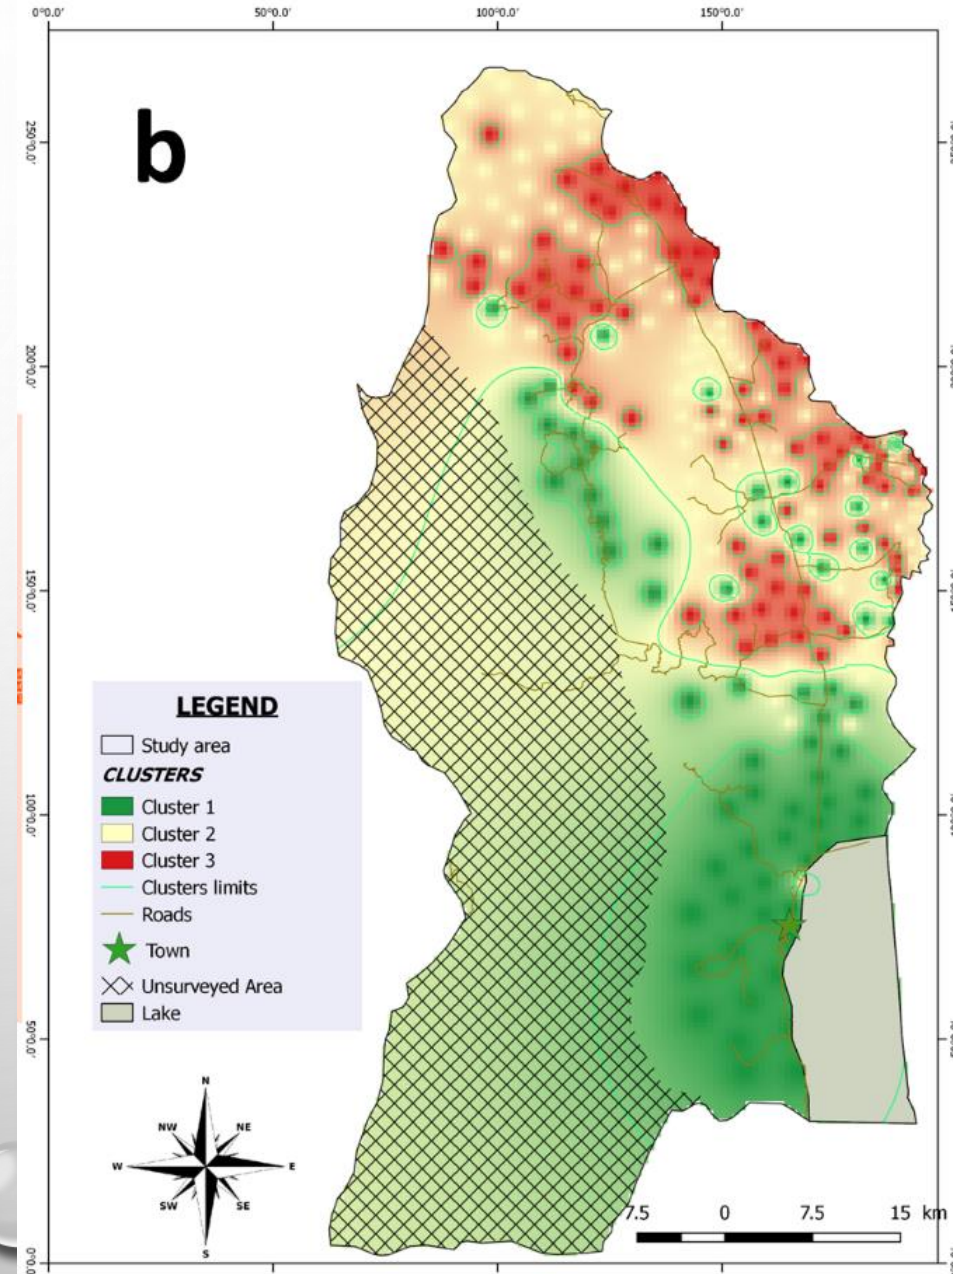 0°0.0' 50°0.0' 100°0.0' 150°0.0'
b
250°0.0'
200°0.0'
150°0.0'
100°0.0'
50°0.0'
0°0.0'
LEGEND
Study area
CLUSTERS
Cluster 1
Cluster 2
Cluster 3
Clusters limits
Roads
Town
Unsurveyed Area
Lake
N
NW NE
W E
SW SE
S
7.5 0 7.5 15 km